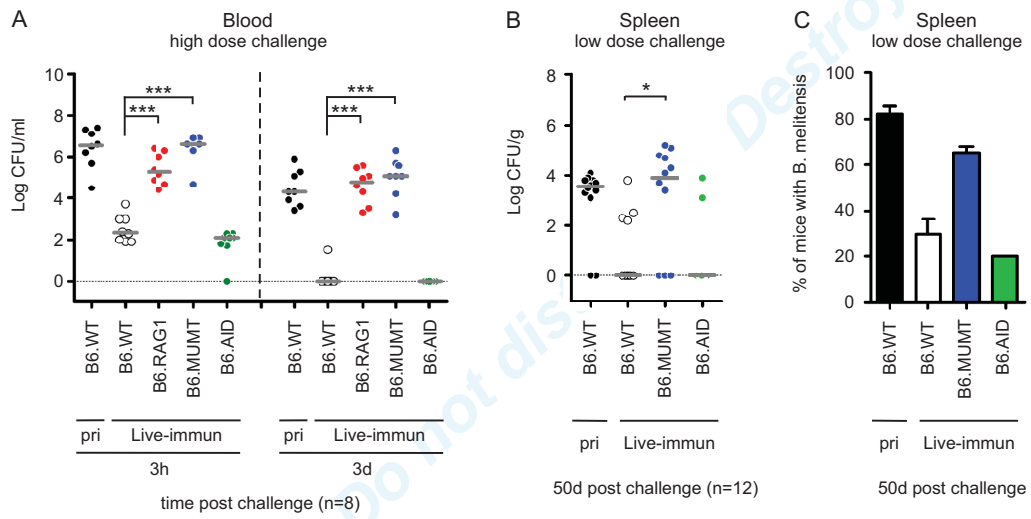 A
Blood
high dose challenge
Log CFU/ml
10
8
6
4
2
0
***
***
***
***
B6.WT
B6.WT
B6.RAG1
B6.MUMT
B6.AID
B6.WT
B6.WT
B6.RAG1
B6.MUMT
B6.AID
pri
Live-immun
pri
Live-immun
3h
3d
time post challenge (n=8)
B
Spleen
low dose challenge
Log CFU/g
8
6
4
2
0
*
B6.WT
B6.WT
B6.MUMT
B6.AID
pri
Live-immun
50d post challenge (n=12)
C
Spleen
low dose challenge
% of mice with B. melitensis
100
80
60
40
20
0
B6.WT
B6.WT
B6.MUMT
B6.AID
pri
Live-immun
50d post challenge
Do not diss
Destroy